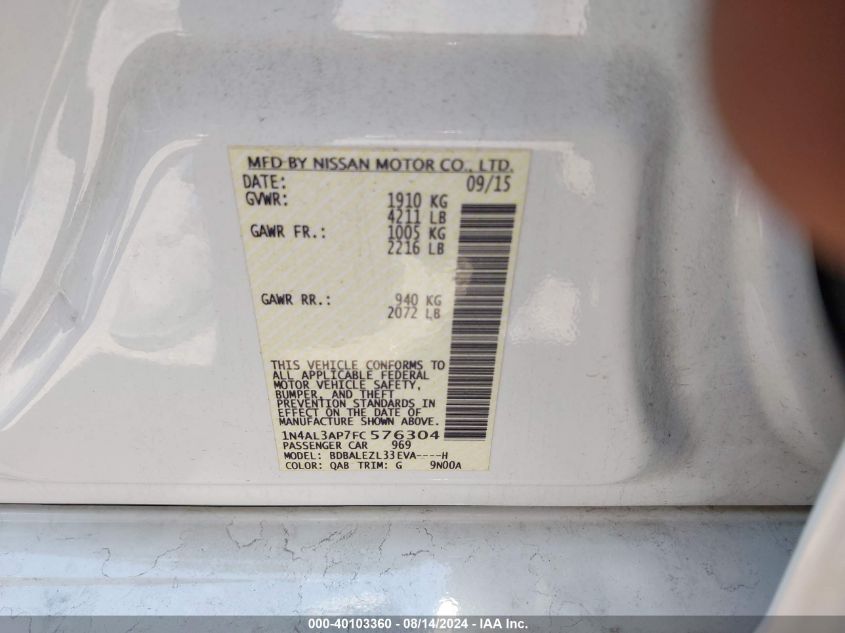 MFD BY NISSAN MOTOR CO., LTD.
DATE: 09/15
GVWR: 1910 KG
4211 LB
GAWR FR.: 1005 KG
2216 LB
GAWR RR.: 940 KG
2072 LB
THIS VEHICLE CONFORMS TO
ALL APPLICABLE FEDERAL
MOTOR VEHICLE SAFETY,
BUMPER, AND THEFT
PREVENTION STANDARDS IN
EFFECT ON THE DATE OF
MANUFACTURE SHOWN ABOVE.
1N4AL3AP7FC576304
PASSENGER CAR 969
MODEL: BDBALEZL33EVA----H
COLOR: QAB TRIM: G 9N00A
000-40103360 - 08/14/2024 - IAA Inc.